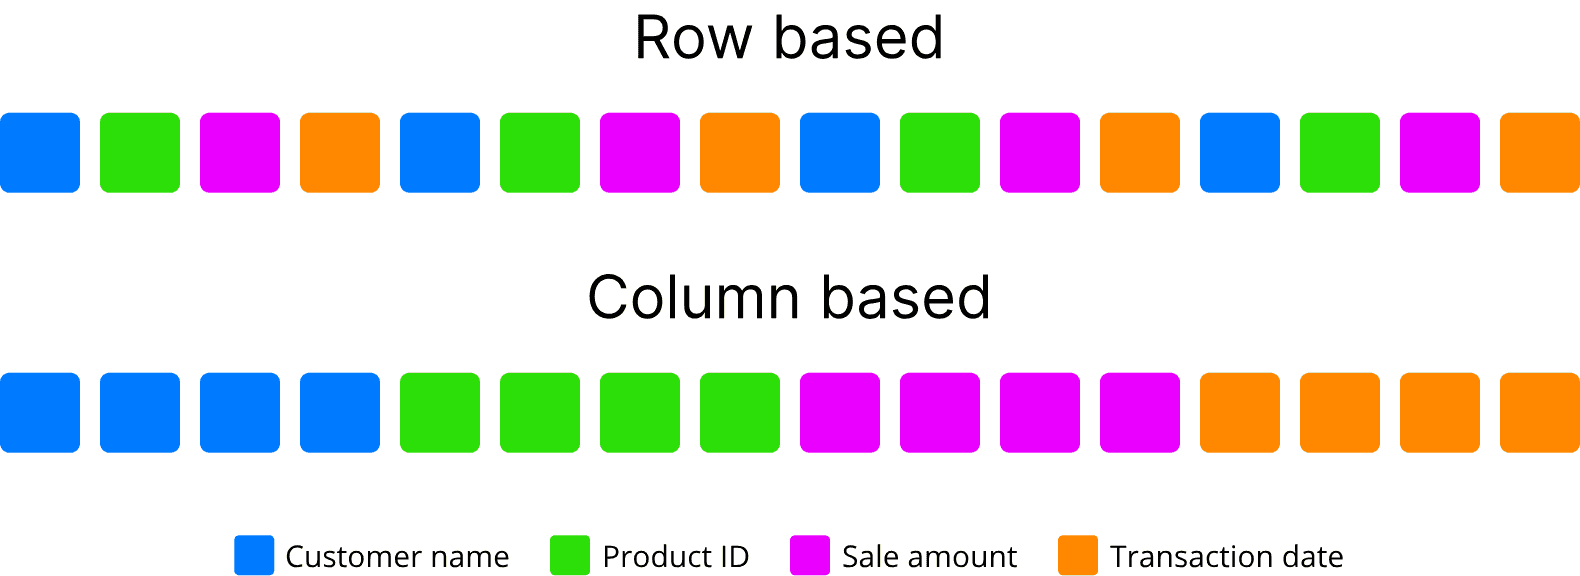 Row based
Column based
Customer name Product ID Sale amount Transaction date